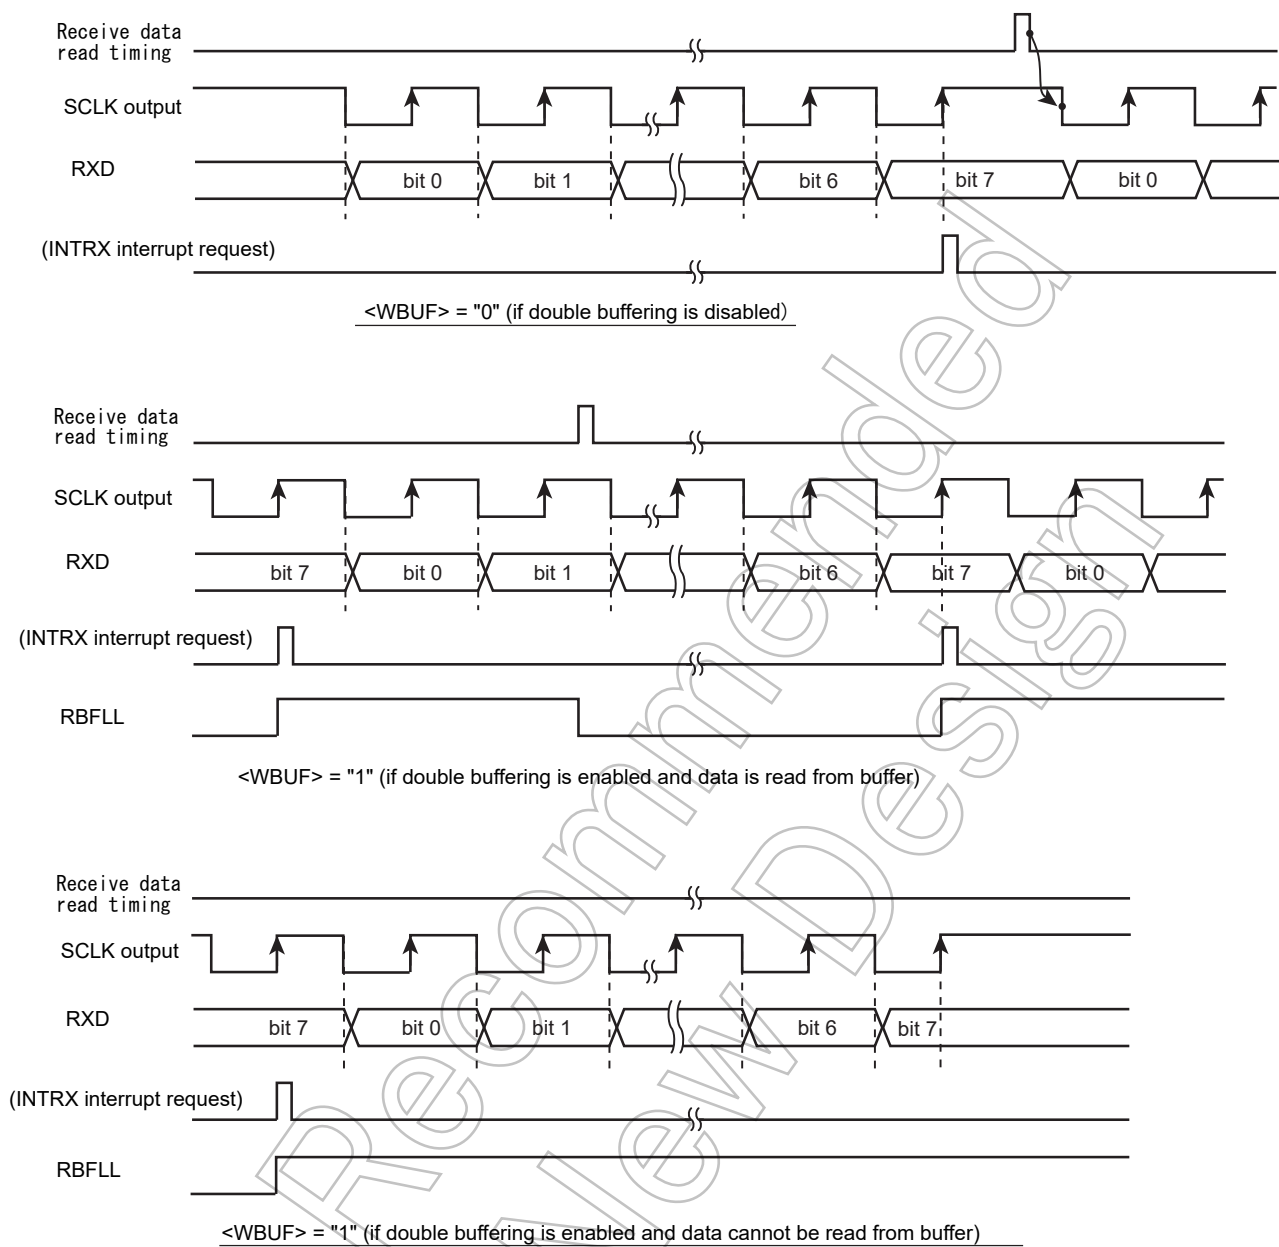 Receive data
read timing
SCLK output
RXD
bit 0
bit 1
bit 6
bit 7
bit 0
(INTRX interrupt request)
<WBUF> = "0" (if double buffering is disabled)
Receive data
read timing
SCLK output
RXD
bit 7
bit 0
bit 1
bit 6
bit 7
bit 0
(INTRX interrupt request)
RBFLL
<WBUF> = "1" (if double buffering is enabled and data is read from buffer)
Receive data
read timing
SCLK output
RXD
bit 7
bit 0
bit 1
bit 6
bit 7
(INTRX interrupt request)
RBFLL
<WBUF> = "1" (if double buffering is enabled and data cannot be read from buffer)
Recommended
New Design